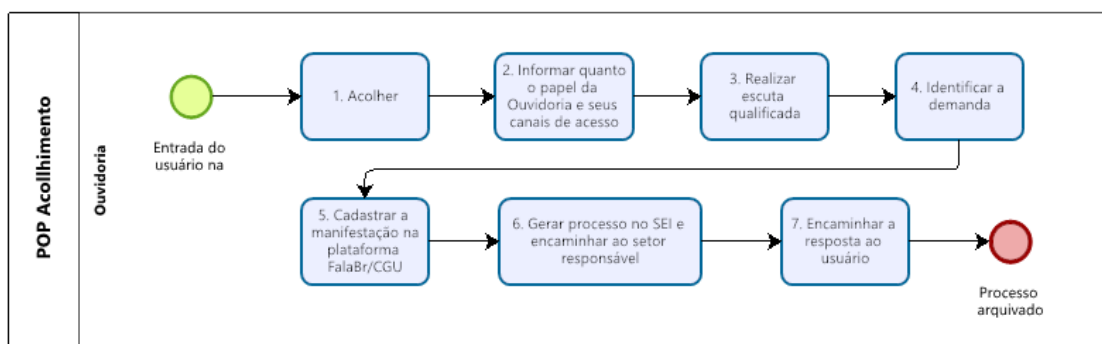 POP Acollhimento
Ouvidoria
Entrada do
usuário na
1. Acolher
2. Informar quanto
o papel da
Ouvidoria e seus
canais de acesso
3. Realizar
escuta
qualificada
4. Identificar a
demanda
5. Cadastrar a
manifestação na
plataforma
FalaBr/CGU
6. Gerar processo no SEI e
encaminhar ao setor
responsável
7. Encaminhar a
resposta ao
usuário
Processo
arquivado